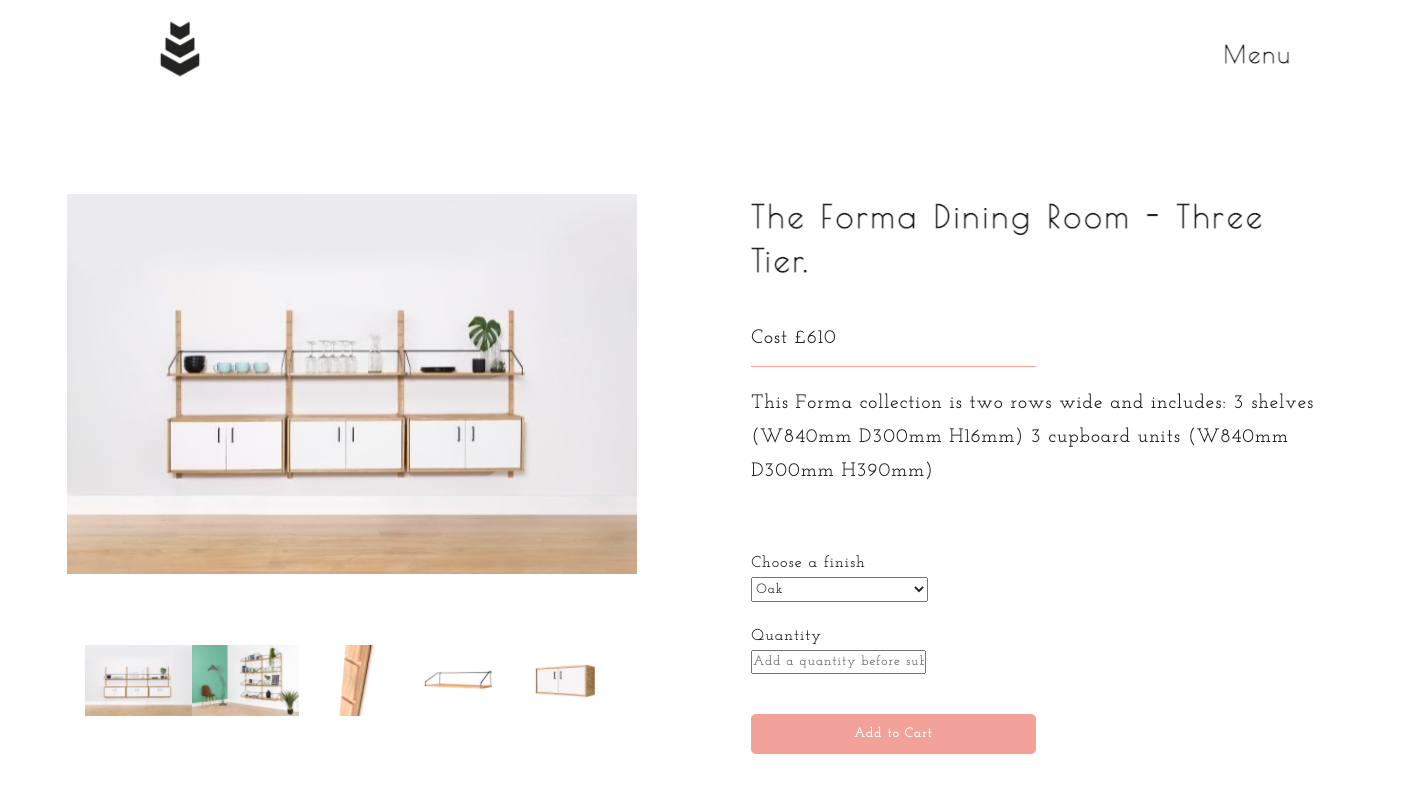 Menu
The Forma Dining Room - Three
Tier.
Cost £610
This Forma collection is two rows wide and includes: 3 shelves
(W840mm D300mm H16mm) 3 cupboard units (W840mm
D300mm H390mm)
Choose a finish
Oak
Quantity
Add a quantity before sub
Add to Cart